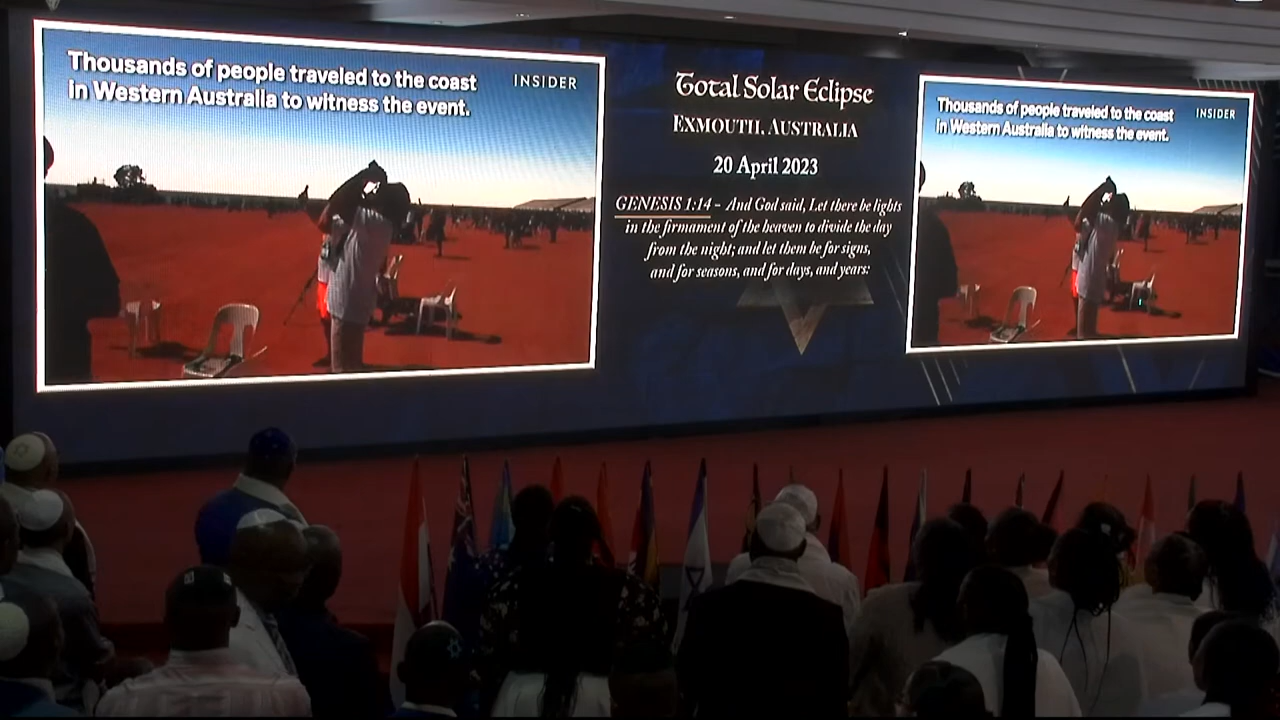 Thousands of people traveled to the coast
in Western Australia to witness the event.
INSIDER
Total Solar Eclipse
EXMOUTH, AUSTRALIA
20 April 2023
GENESIS 1:14 - And God said, Let there be lights
in the firmament of the heaven to divide the day
from the night; and let them be for signs,
and for seasons, and for days, and years:
Thousands of people traveled to the coast
in Western Australia to witness the event.
INSIDER